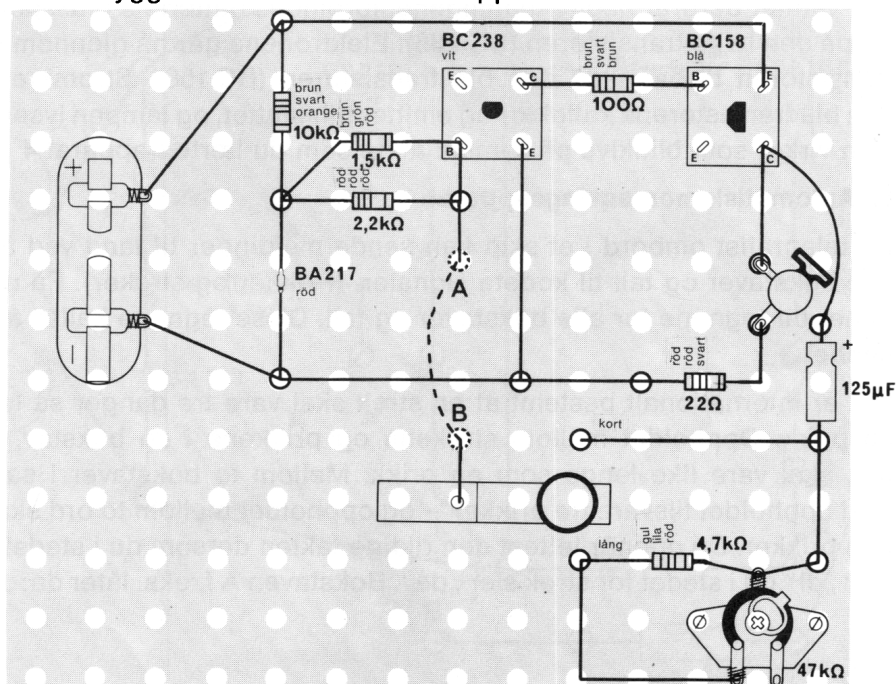 BC238
vit
BC158
blå
E
C
B
E
B
E
E
C
brun
svart
brun
100Ω
brun
svart
orange
10kΩ
brun
grön
röd
1,5kΩ
röd
röd
röd
2,2kΩ
+
−
BA217
röd
A
B
röd
röd
svart
22Ω
+
125µF
kort
lång
gul
lila
röd
4,7kΩ
47kΩ